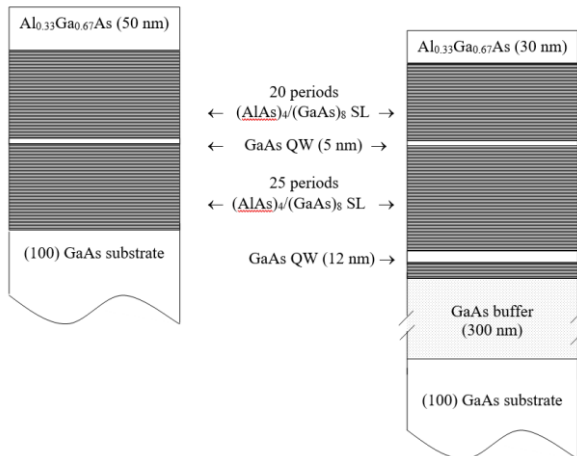 Al₀.₃₃Ga₀.₆₇As (50 nm)
Al₀.₃₃Ga₀.₆₇As (30 nm)
20 periods
← (AlAs)₄/(GaAs)₈ SL →
← GaAs QW (5 nm) →
25 periods
← (AlAs)₄/(GaAs)₈ SL →
(100) GaAs substrate
GaAs QW (12 nm) →
GaAs buffer
(300 nm)
(100) GaAs substrate